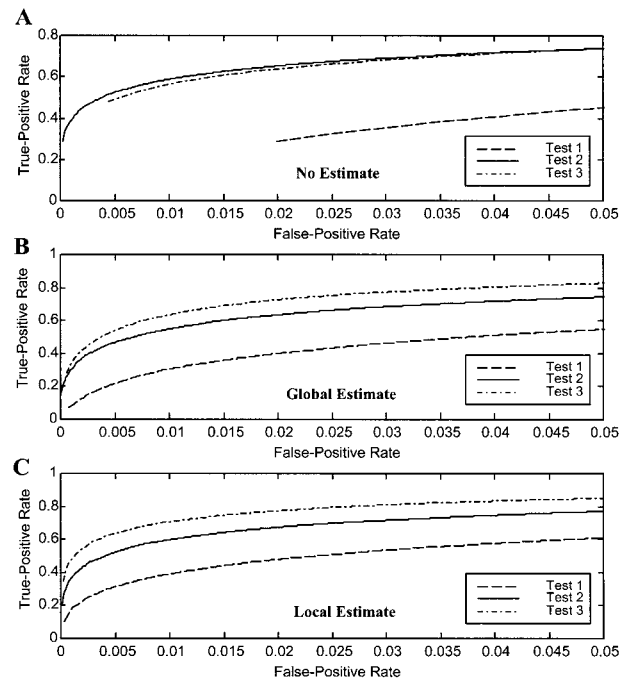 A
0.8
0.6
0.4
0.2
0
True-Positive Rate
No Estimate
Test 1
Test 2
Test 3
0 0.005 0.01 0.015 0.02 0.025 0.03 0.035 0.04 0.045 0.05
False-Positive Rate
B
1
0.8
0.6
0.4
0.2
0
True-Positive Rate
Global Estimate
Test 1
Test 2
Test 3
0 0.005 0.01 0.015 0.02 0.025 0.03 0.035 0.04 0.045 0.05
False-Positive Rate
C
1
0.8
0.6
0.4
0.2
0
True-Positive Rate
Local Estimate
Test 1
Test 2
Test 3
0 0.005 0.01 0.015 0.02 0.025 0.03 0.035 0.04 0.045 0.05
False-Positive Rate